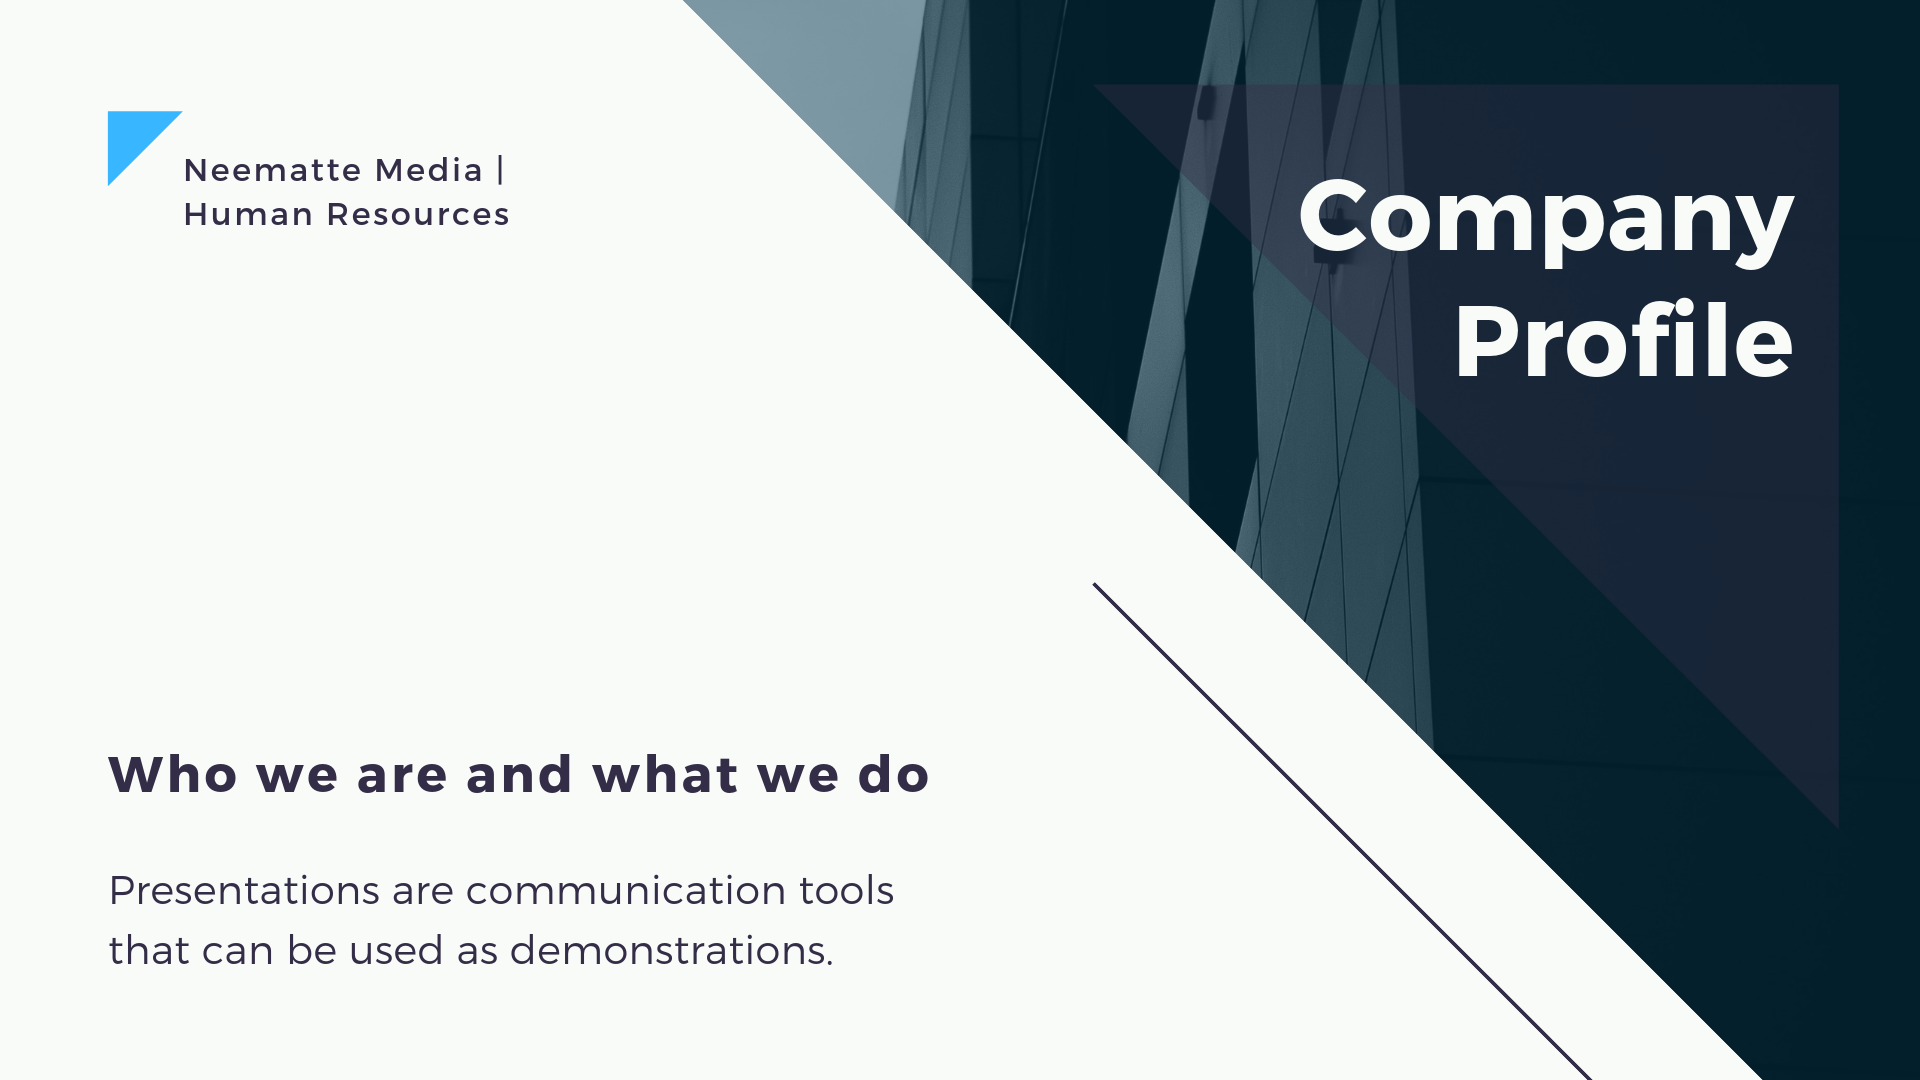 Neematte Media |
Human Resources
Company
Profile
Who we are and what we do
Presentations are communication tools
that can be used as demonstrations.